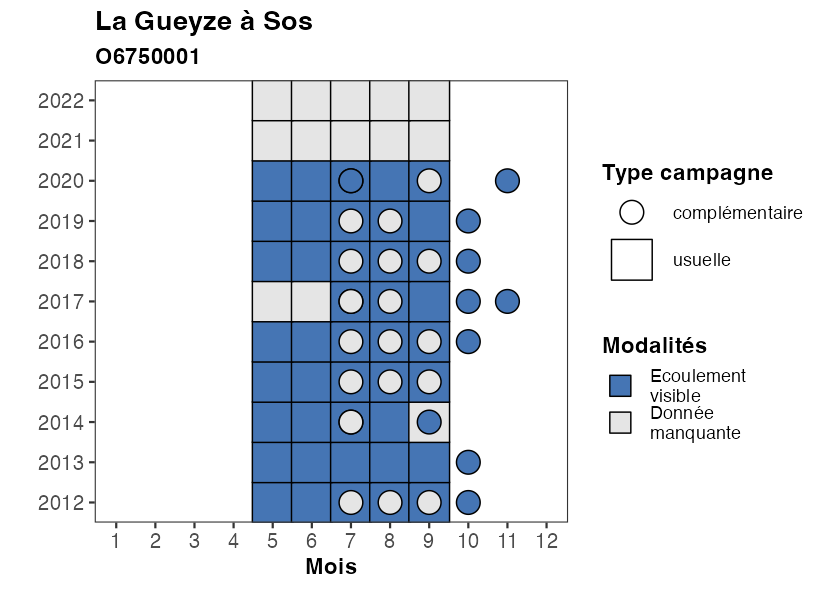 La Gueyze à Sos
O6750001
2022
2021
2020
2019
2018
2017
2016
2015
2014
2013
2012
1 2 3 4 5 6 7 8 9 10 11 12
Mois
Type campagne
complémentaire
usuelle
Modalités
Ecoulement
visible
Donnée
manquante